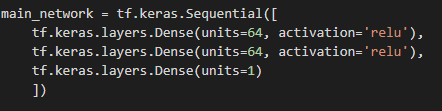 main_network = tf.keras.Sequential([
    tf.keras.layers.Dense(units=64, activation='relu'),
    tf.keras.layers.Dense(units=64, activation='relu'),
    tf.keras.layers.Dense(units=1)
    ])